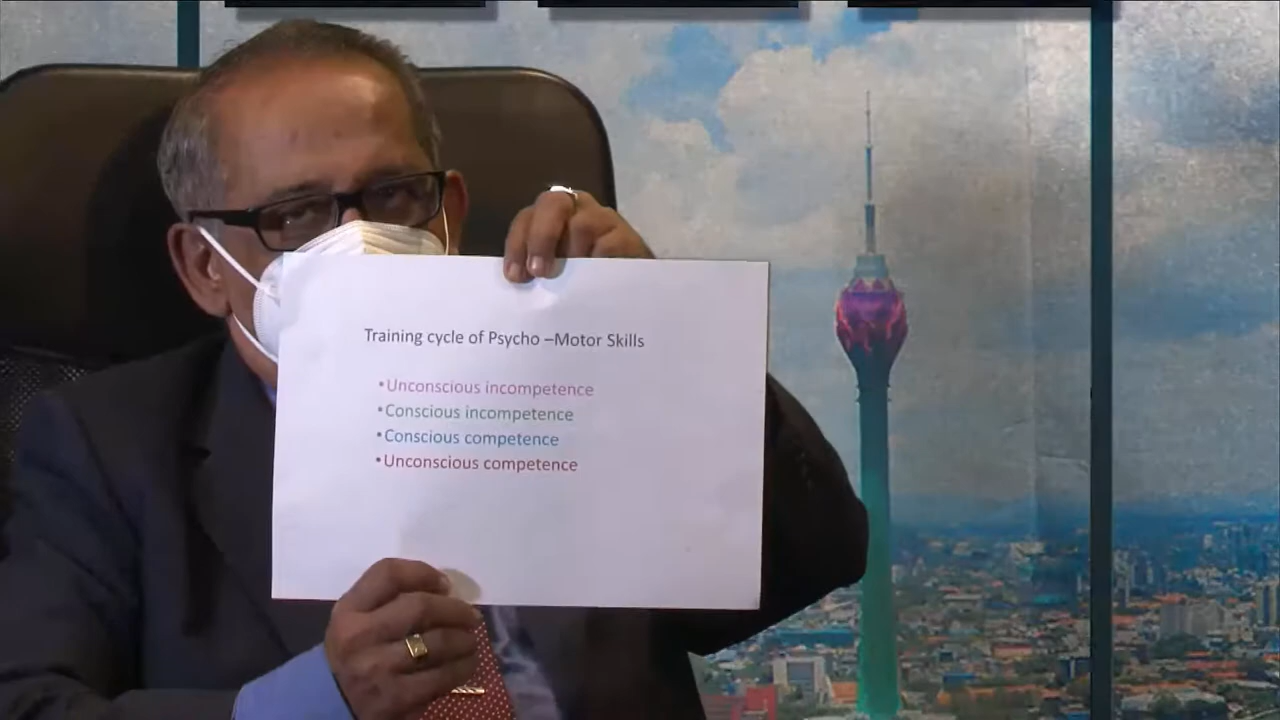 Training cycle of Psycho –Motor Skills
•Unconscious incompetence
•Conscious incompetence
•Conscious competence
•Unconscious competence